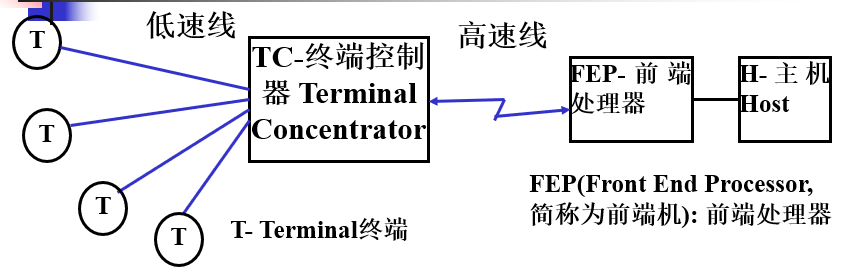 低速线
高速线
T
TC-终端控制
器 Terminal
Concentrator
FEP- 前 端
处理器
H- 主 机
Host
T
T
T
T- Terminal终端
FEP(Front End Processor,
简称为前端机): 前端处理器